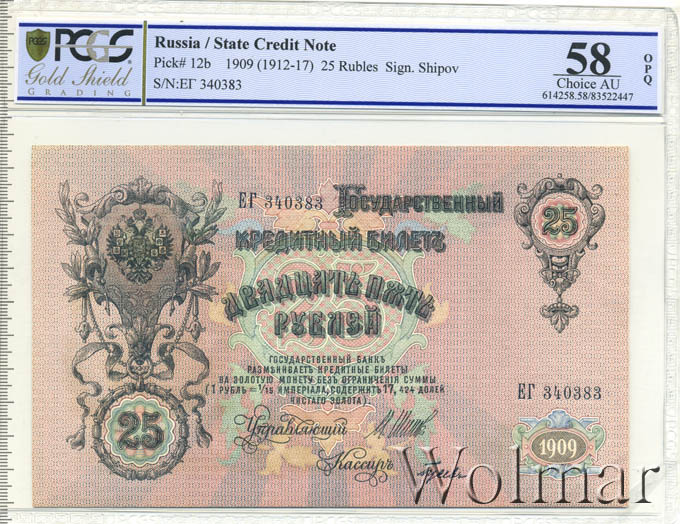 PCGS
Gold Shield
GRADING
Russia / State Credit Note
Pick# 12b 1909 (1912-17) 25 Rubles Sign. Shipov
S/N:ЕГ 340383
58
Choice AU
614258.58/83522447
OPQ
ЕГ 340383 Государственный
25
Кредитный Билетъ
Двадцать пять
рублей
ГОСУДАРСТВЕННЫЙ БАНКЪ
РАЗМѢНИВАЕТЪ КРЕДИТНЫЕ БИЛЕТЫ
НА ЗОЛОТУЮ МОНЕТУ БЕЗЪ ОГРАНИЧЕНІЯ СУММЫ
(1 РУБЛЬ = 1/15 ИМПЕРІАЛА, СОДЕРЖИТЪ 17,424 ДОЛЕЙ
ЧИСТАГО ЗОЛОТА)
ЕГ 340383
25
Управляющій
Кассиръ
1909
Wolmar